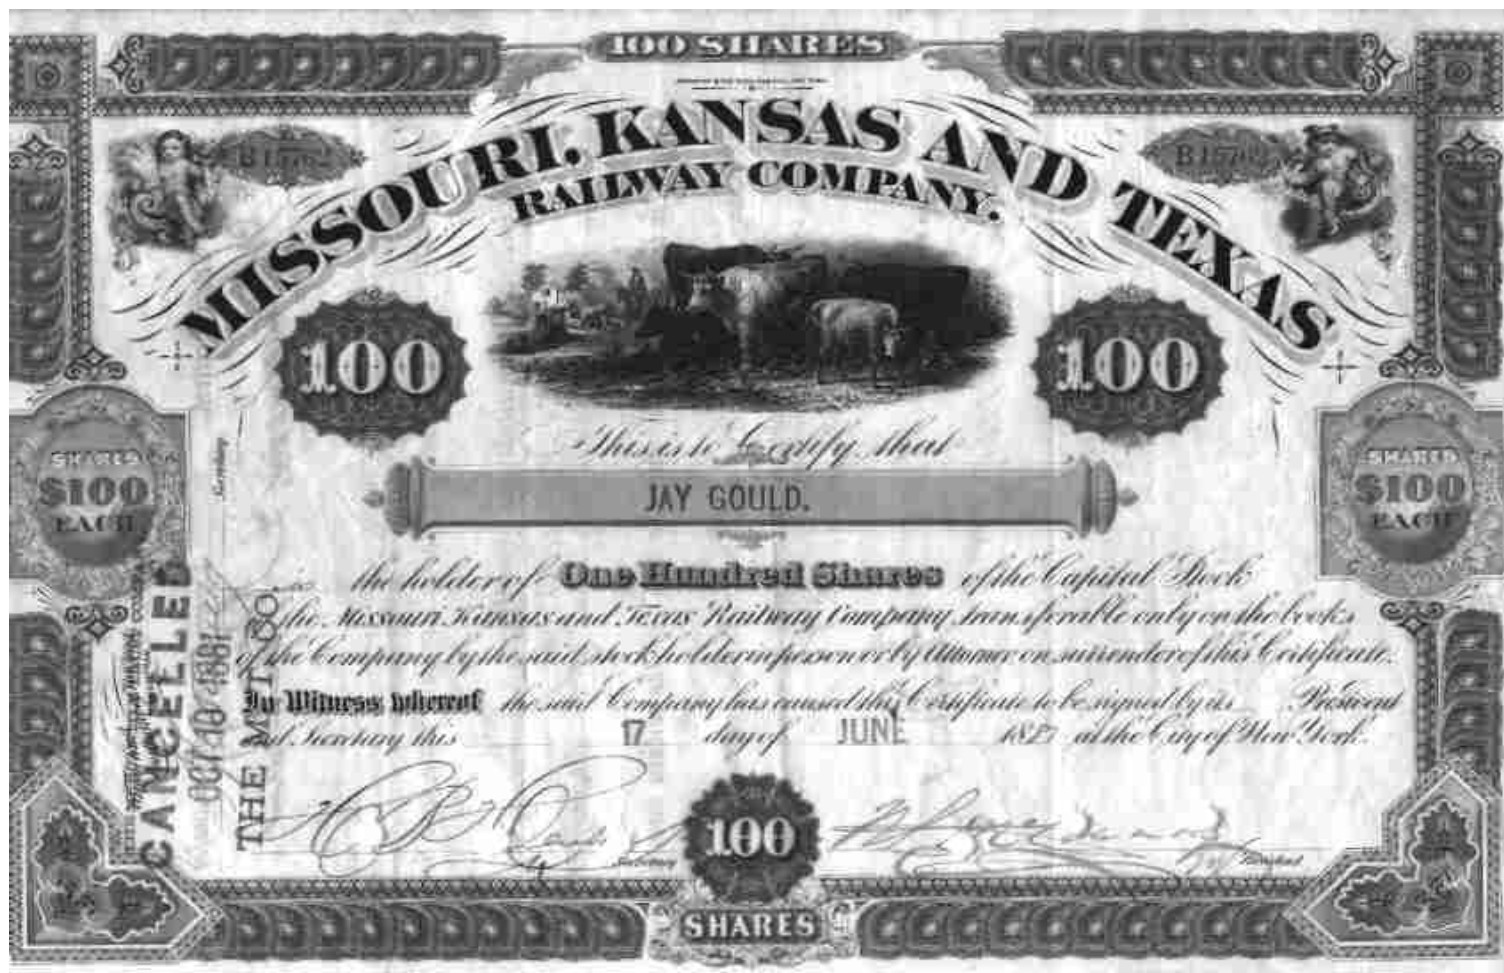 100 SHARES
MISSOURI, KANSAS AND TEXAS
RAILWAY COMPANY.
100
100
This is to Certify that
SHARES
$100
EACH
SHARES
$100
EACH
JAY GOULD.
the holder of One Hundred Shares of the Capital Stock
the Missouri Kansas and Texas Railway Company transferable only on the books
of the Company by the said stockholder in person or by Attorney on surrender of this Certificate.
In Witness whereof the said Company has caused this Certificate to be signed by its President
and Secretary this 17 day of JUNE 1881 at the City of New York.
Secretary
100
President
SHARES
Secretary
CANCELLED
OCT 10 1881